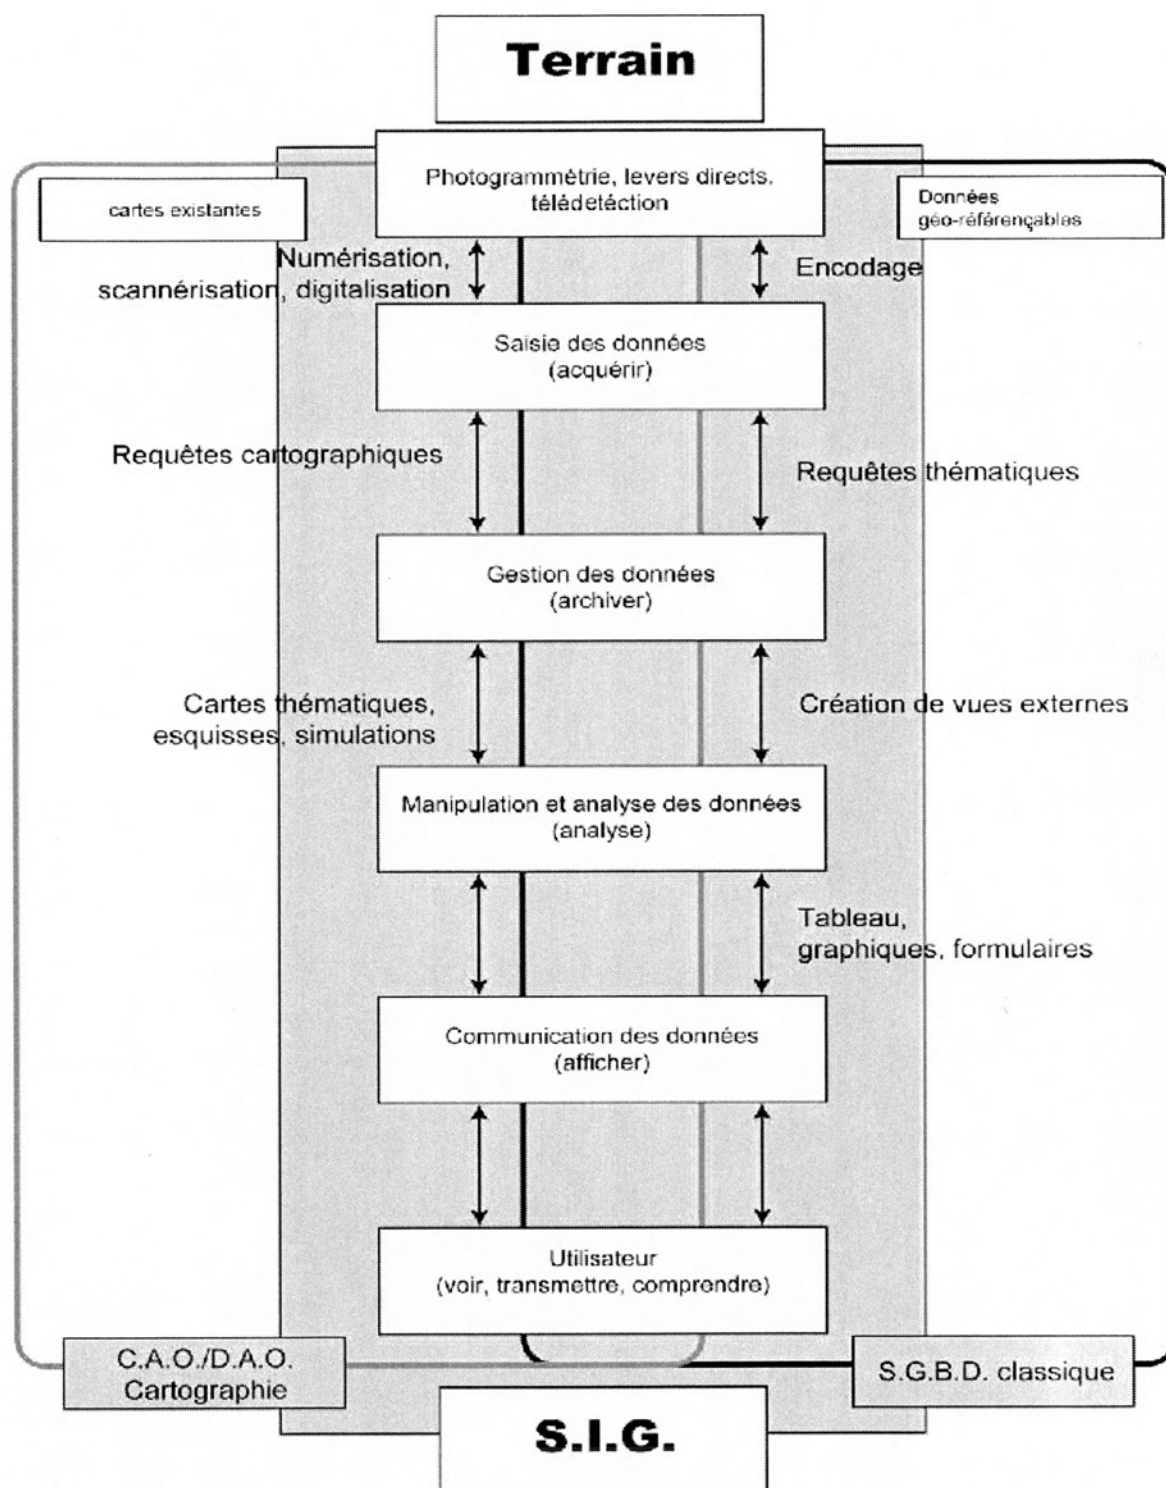 Terrain
Photogrammétrie, levers directs,
télédetéction
cartes existantes
Données
géo-référençables
Numérisation,
scannérisation, digitalisation
Encodage
Saisie des données
(acquérir)
Requêtes cartographiques
Requêtes thématiques
Gestion des données
(archiver)
Cartes thématiques,
esquisses, simulations
Création de vues externes
Manipulation et analyse des données
(analyse)
Tableau,
graphiques, formulaires
Communication des données
(afficher)
Utilisateur
(voir, transmettre, comprendre)
C.A.O./D.A.O.
Cartographie
S.G.B.D. classique
S.I.G.